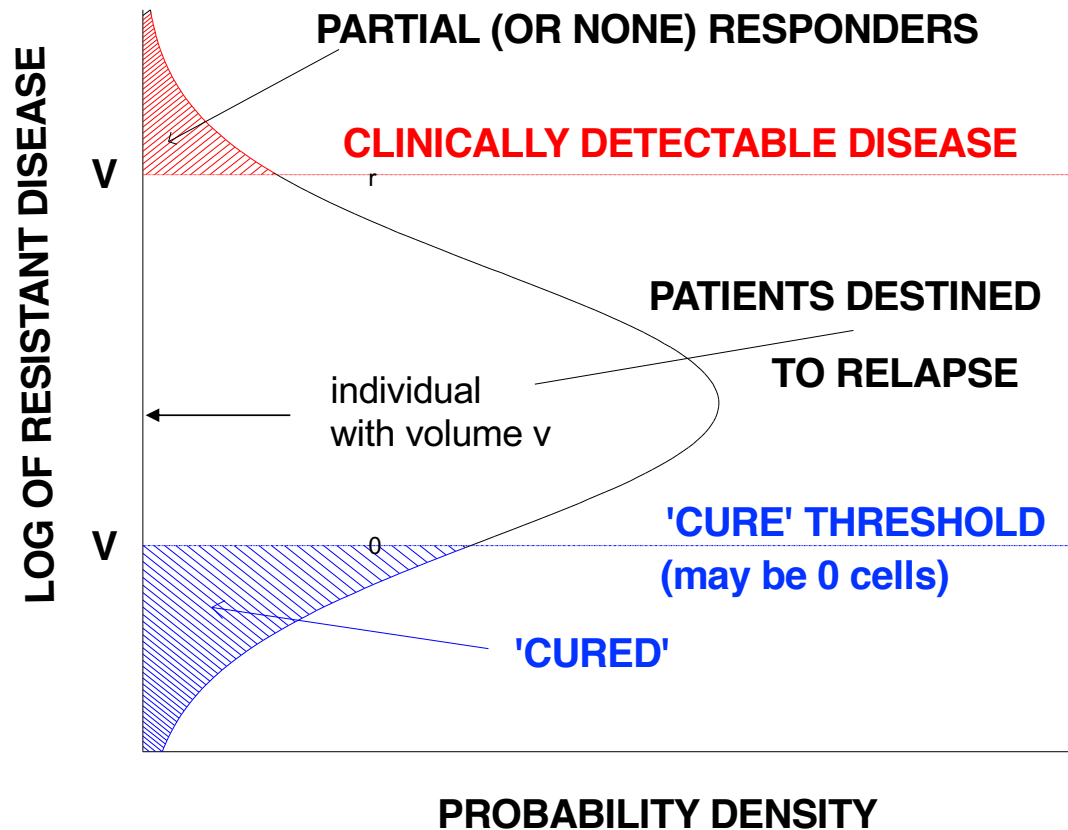 PARTIAL (OR NONE) RESPONDERS
LOG OF RESISTANT DISEASE
CLINICALLY DETECTABLE DISEASE
V
r
PATIENTS DESTINED
TO RELAPSE
individual
with volume v
'CURE' THRESHOLD
V
0
(may be 0 cells)
'CURED'
PROBABILITY DENSITY